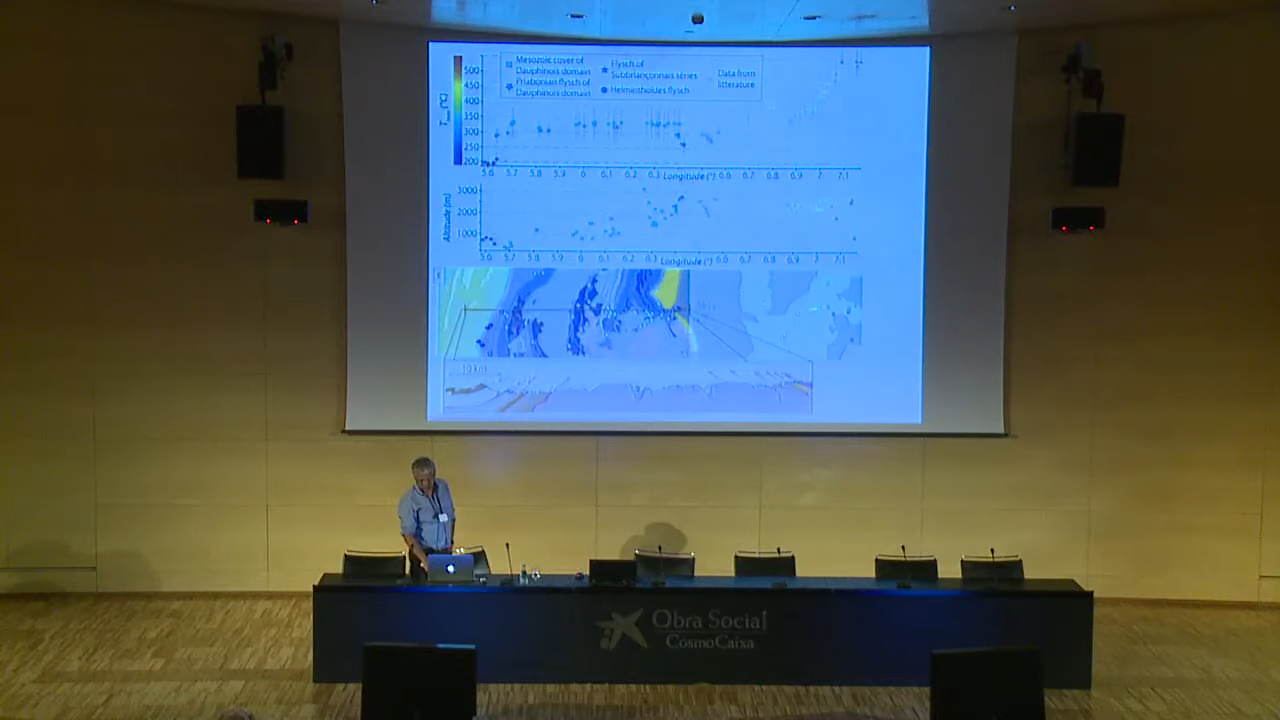 Mesozoic cover of
Dauphinois domain
Priabonian flysch of
Dauphinois domain
Flysch of
Subbriançonnais séries
Helminthoides flysch
Data from
litterature
500
450
400
350
300
250
200
5.6 5.7 5.8 5.9 6 6.1 6.2 6.3 Longitude (°) 6.6 6.7 6.8 6.9 7 7.1
Altitude (m)
3000
2000
1000
5.6 5.7 5.8 5.9 6 6.1 6.2 6.3 Longitude (°) 6.6 6.7 6.8 6.9 7 7.1
10 km
Obra Social
CosmoCaixa